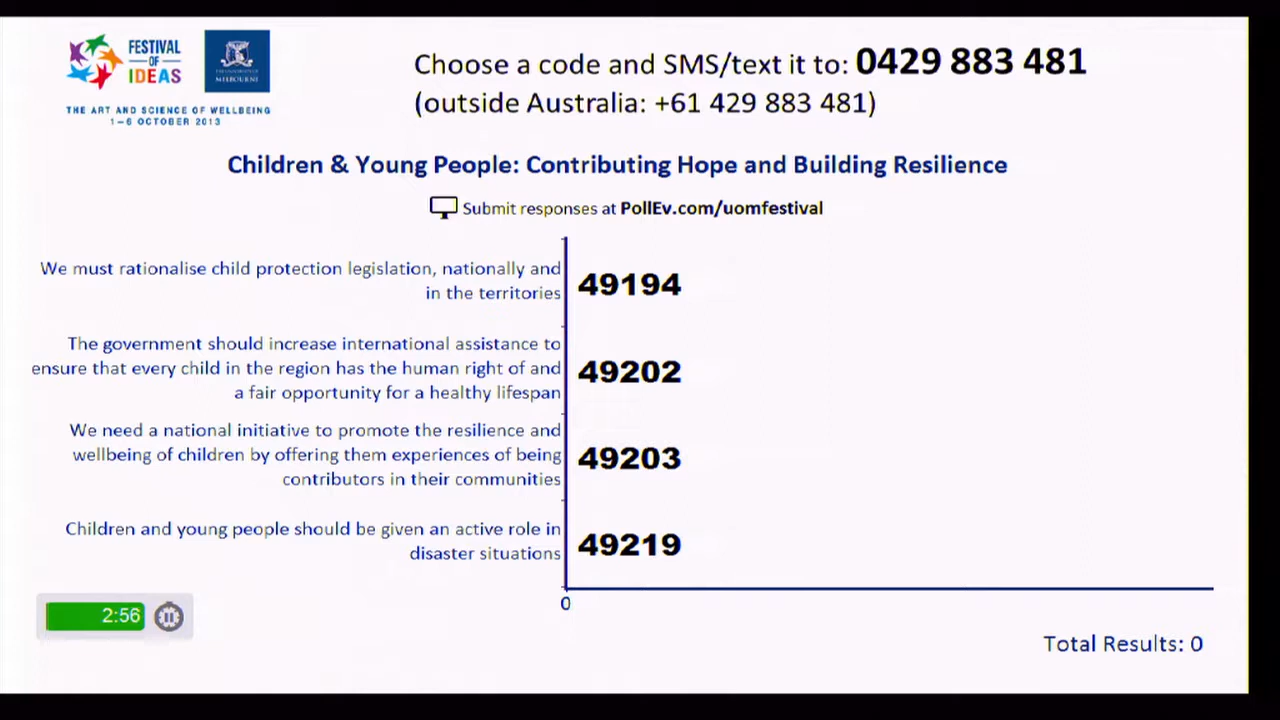 FESTIVAL
OF
IDEAS
MELBOURNE
THE ART AND SCIENCE OF WELLBEING
1–6 OCTOBER 2013
Choose a code and SMS/text it to: 0429 883 481
(outside Australia: +61 429 883 481)
Children & Young People: Contributing Hope and Building Resilience
Submit responses at PollEv.com/uomfestival
We must rationalise child protection legislation, nationally and
in the territories
49194
The government should increase international assistance to
ensure that every child in the region has the human right of and
a fair opportunity for a healthy lifespan
49202
We need a national initiative to promote the resilience and
wellbeing of children by offering them experiences of being
contributors in their communities
49203
Children and young people should be given an active role in
disaster situations
49219
0
2:56
Total Results: 0